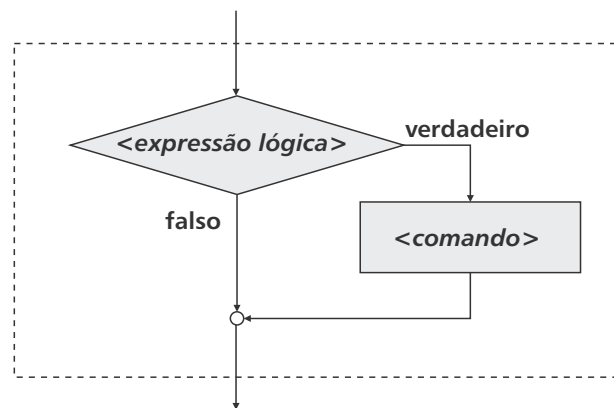 <expressão lógica>
verdadeiro
falso
<comando>